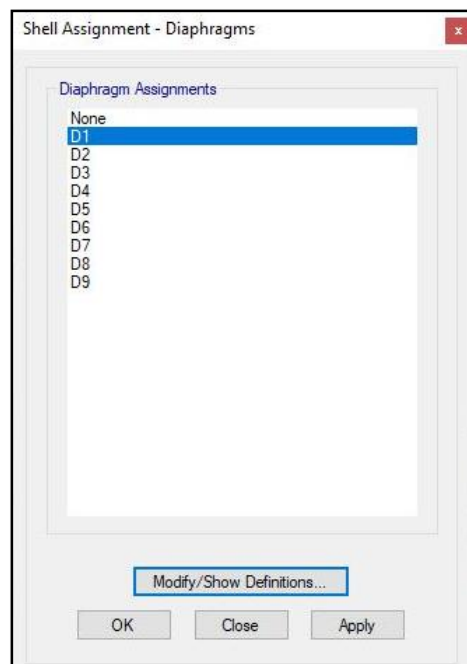 Shell Assignment - Diaphragms
x
Diaphragm Assignments
None
D1
D2
D3
D4
D5
D6
D7
D8
D9
Modify/Show Definitions...
OK Close Apply